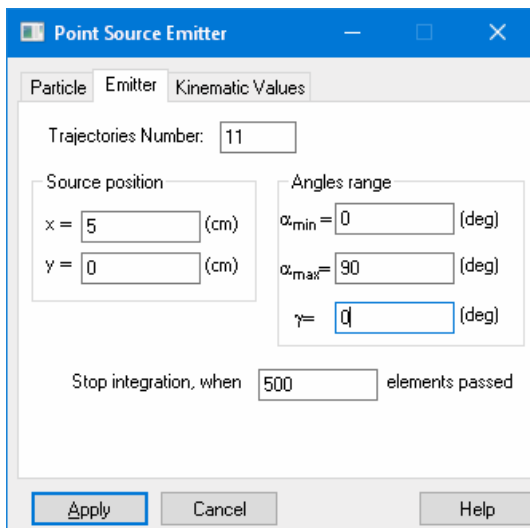 Point Source Emitter
Particle Emitter Kinematic Values
Trajectories Number: 11
Source position
x = 5 (cm)
y = 0 (cm)
Angles range
αmin = 0 (deg)
αmax= 90 (deg)
γ= 0 (deg)
Stop integration, when 500 elements passed
Apply Cancel Help